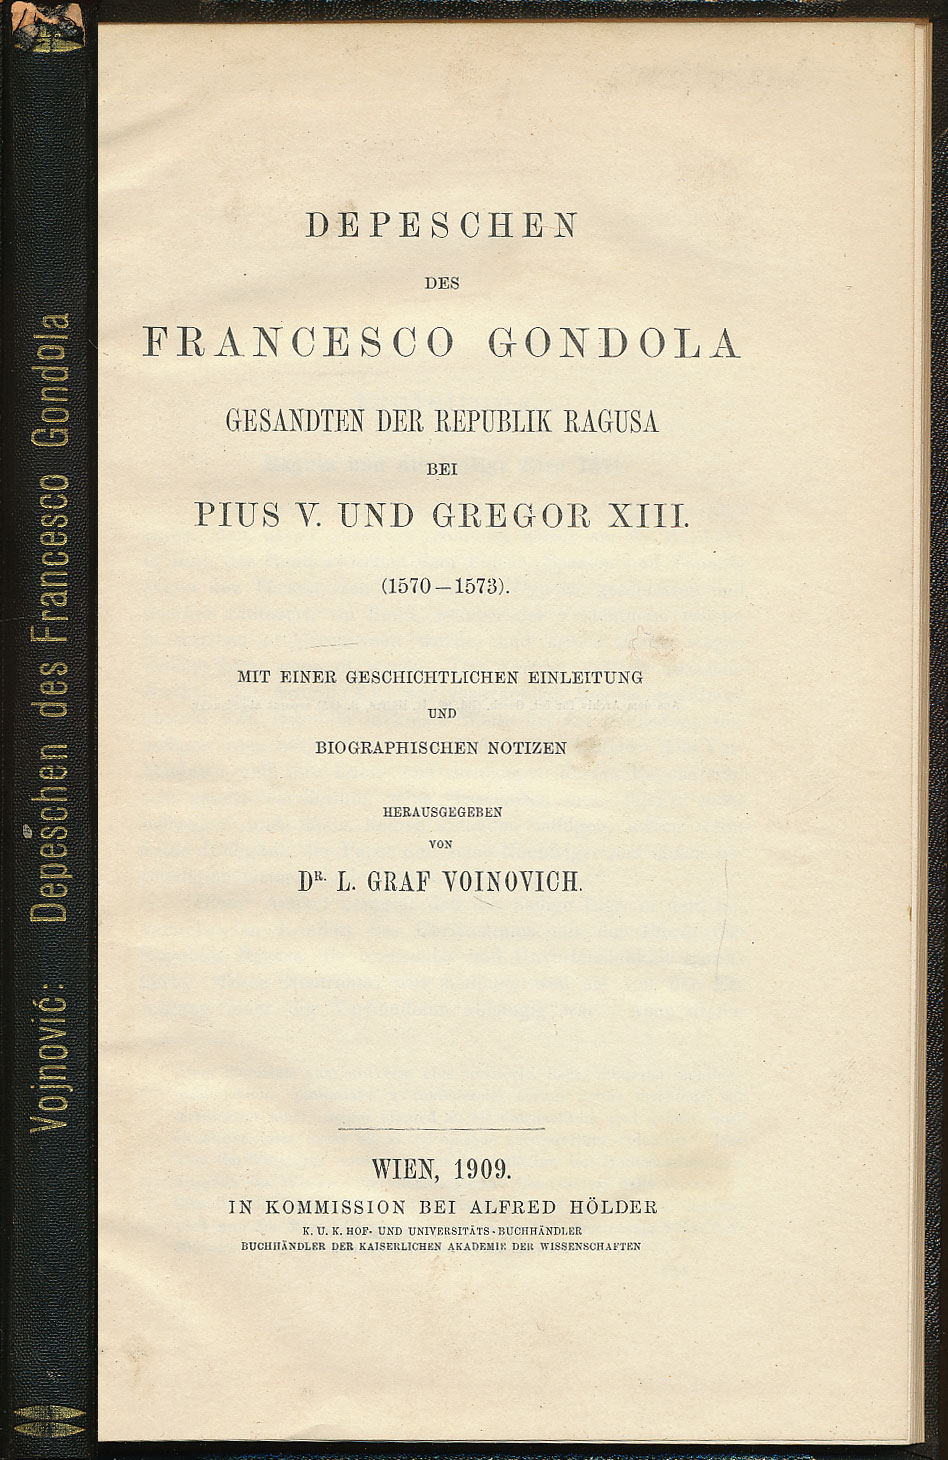 Vojnović: Depeschen des Francesco Gondola
DEPESCHEN
DES
FRANCESCO GONDOLA
GESANDTEN DER REPUBLIK RAGUSA
BEI
PIUS V. UND GREGOR XIII.
(1570–1573).
MIT EINER GESCHICHTLICHEN EINLEITUNG
UND
BIOGRAPHISCHEN NOTIZEN
HERAUSGEGEBEN
VON
DR. L. GRAF VOINOVICH.
WIEN, 1909.
IN KOMMISSION BEI ALFRED HÖLDER
K. U. K. HOF- UND UNIVERSITÄTS-BUCHHÄNDLER
BUCHHÄNDLER DER KAISERLICHEN AKADEMIE DER WISSENSCHAFTEN